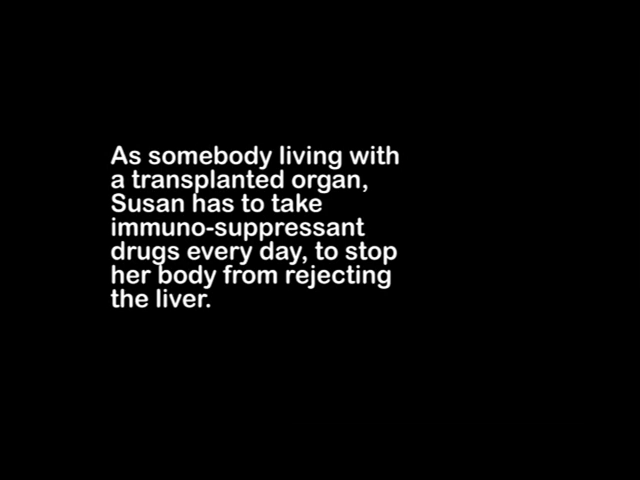 As somebody living with
a transplanted organ,
Susan has to take
immuno-suppressant
drugs every day, to stop
her body from rejecting
the liver.